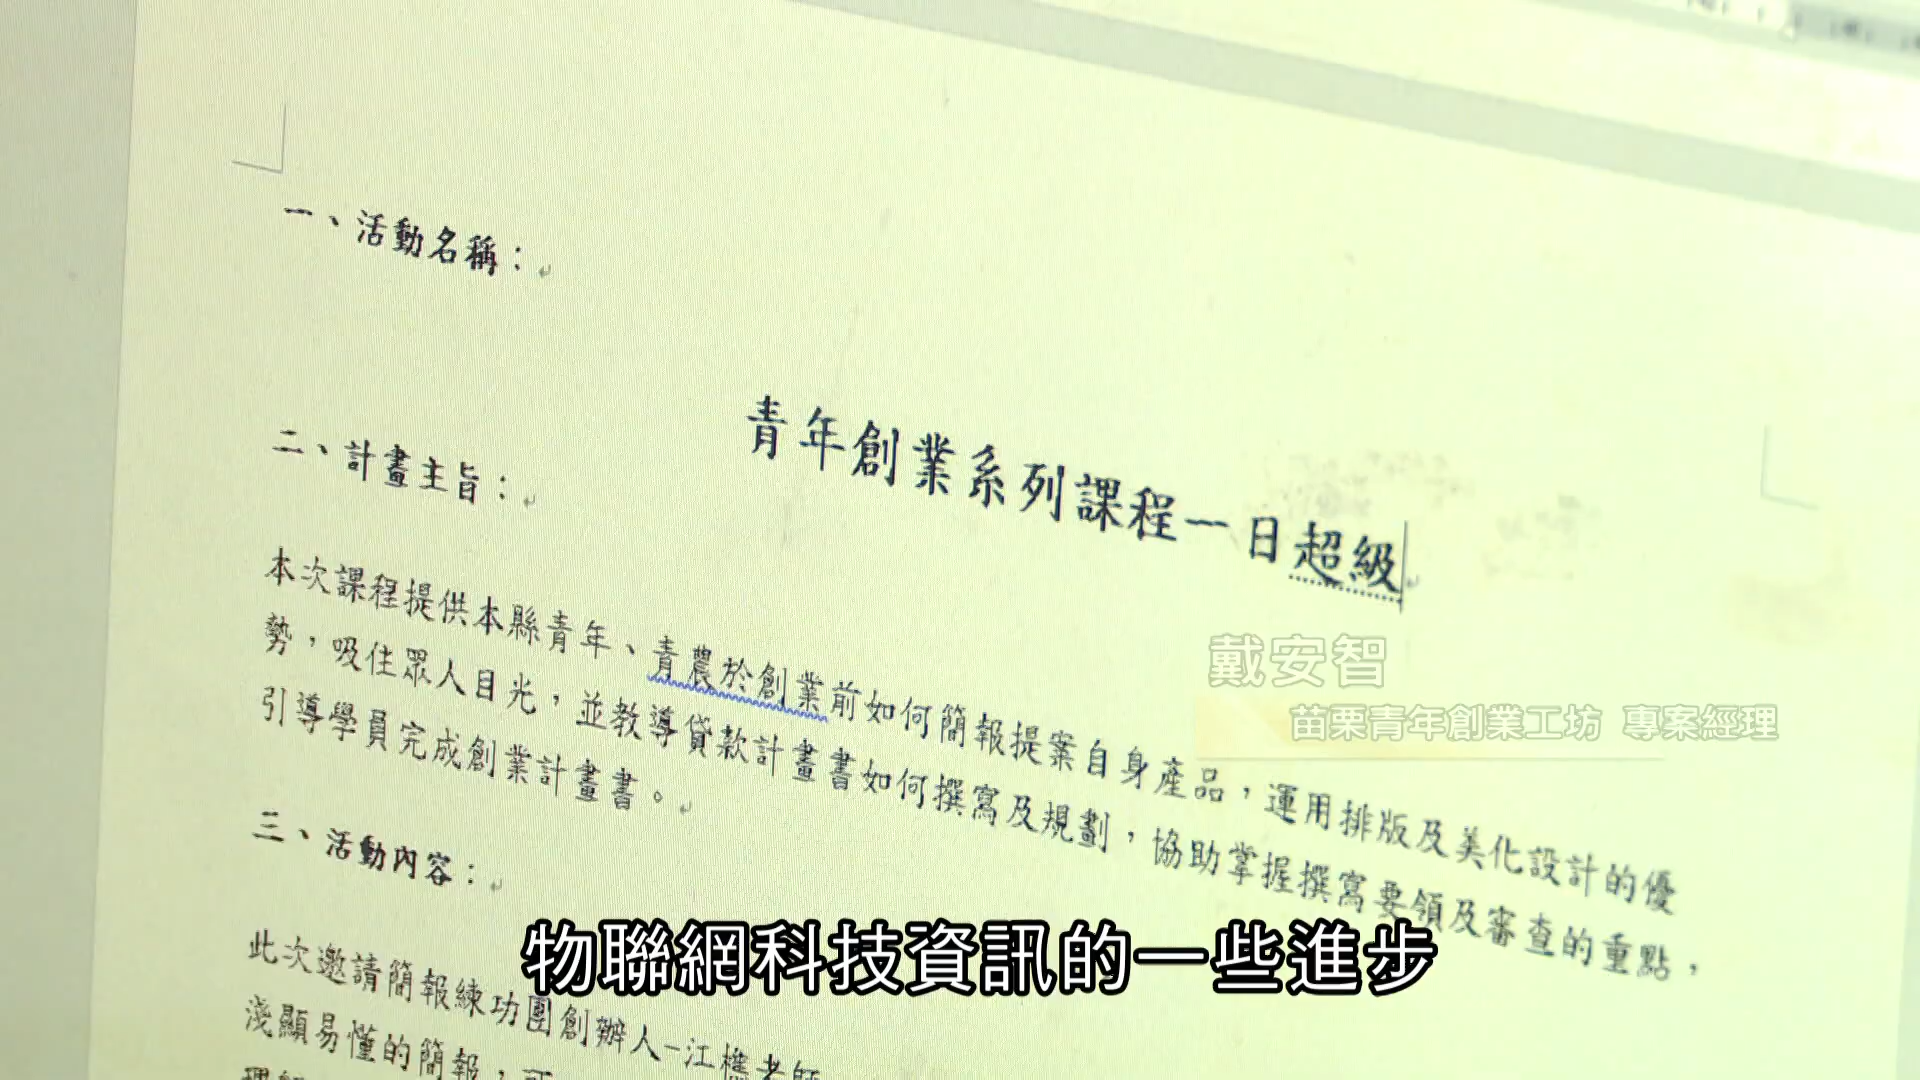 一、活動名稱：
青年創業系列課程一日超級
二、計畫主旨：
本次課程提供本縣青年、青農於創業前如何簡報提案自身產品，運用排版及美化設計的優
勢，吸住眾人目光，並教導貸款計畫書如何撰寫及規劃，協助掌握撰寫要領及審查的重點，
引導學員完成創業計畫書。
三、活動內容：
此次邀請簡報練功團創辦人-江樵老師
淺顯易懂的簡報，可
戴安智
苗栗青年創業工坊 專案經理
物聯網科技資訊的一些進步